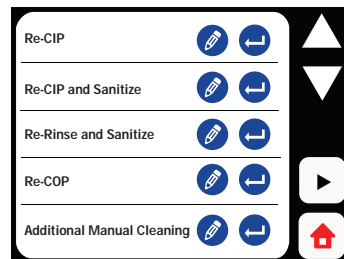 Re-CIP
Re-CIP and Sanitize
Re-Rinse and Sanitize
Re-COP
Additional Manual Cleaning